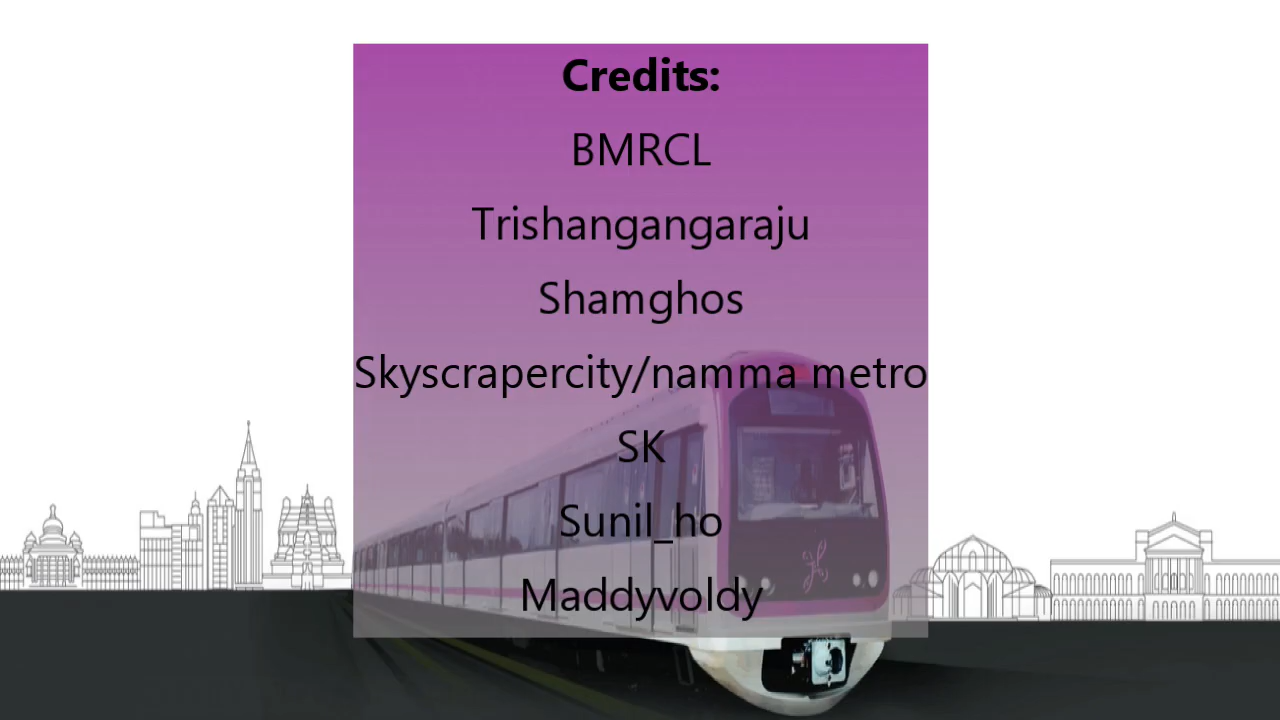 Credits:
BMRCL
Trishangangaraju
Shamghos
Skyscrapercity/namma metro
SK
Sunil_ho
Maddyvoldy